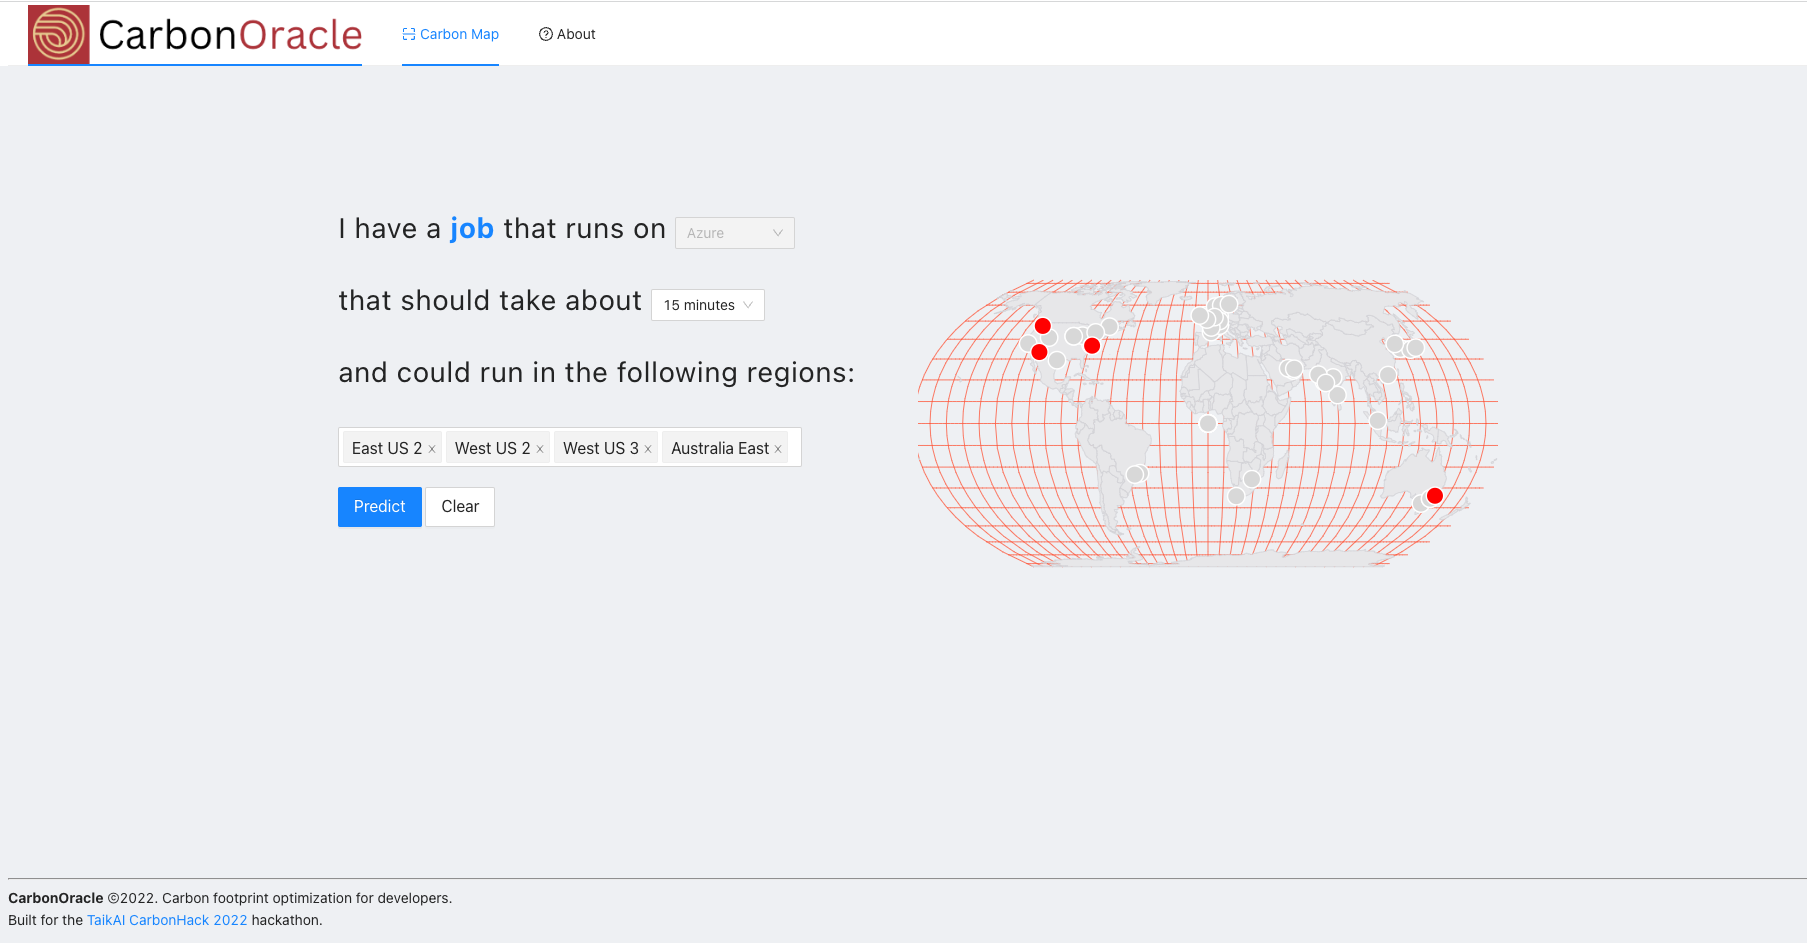 CarbonOracle Carbon Map About
I have a job that runs on Azure
that should take about 15 minutes
and could run in the following regions:
East US 2 × West US 2 × West US 3 × Australia East ×
Predict Clear
CarbonOracle ©2022. Carbon footprint optimization for developers.
Built for the TaikAI CarbonHack 2022 hackathon.